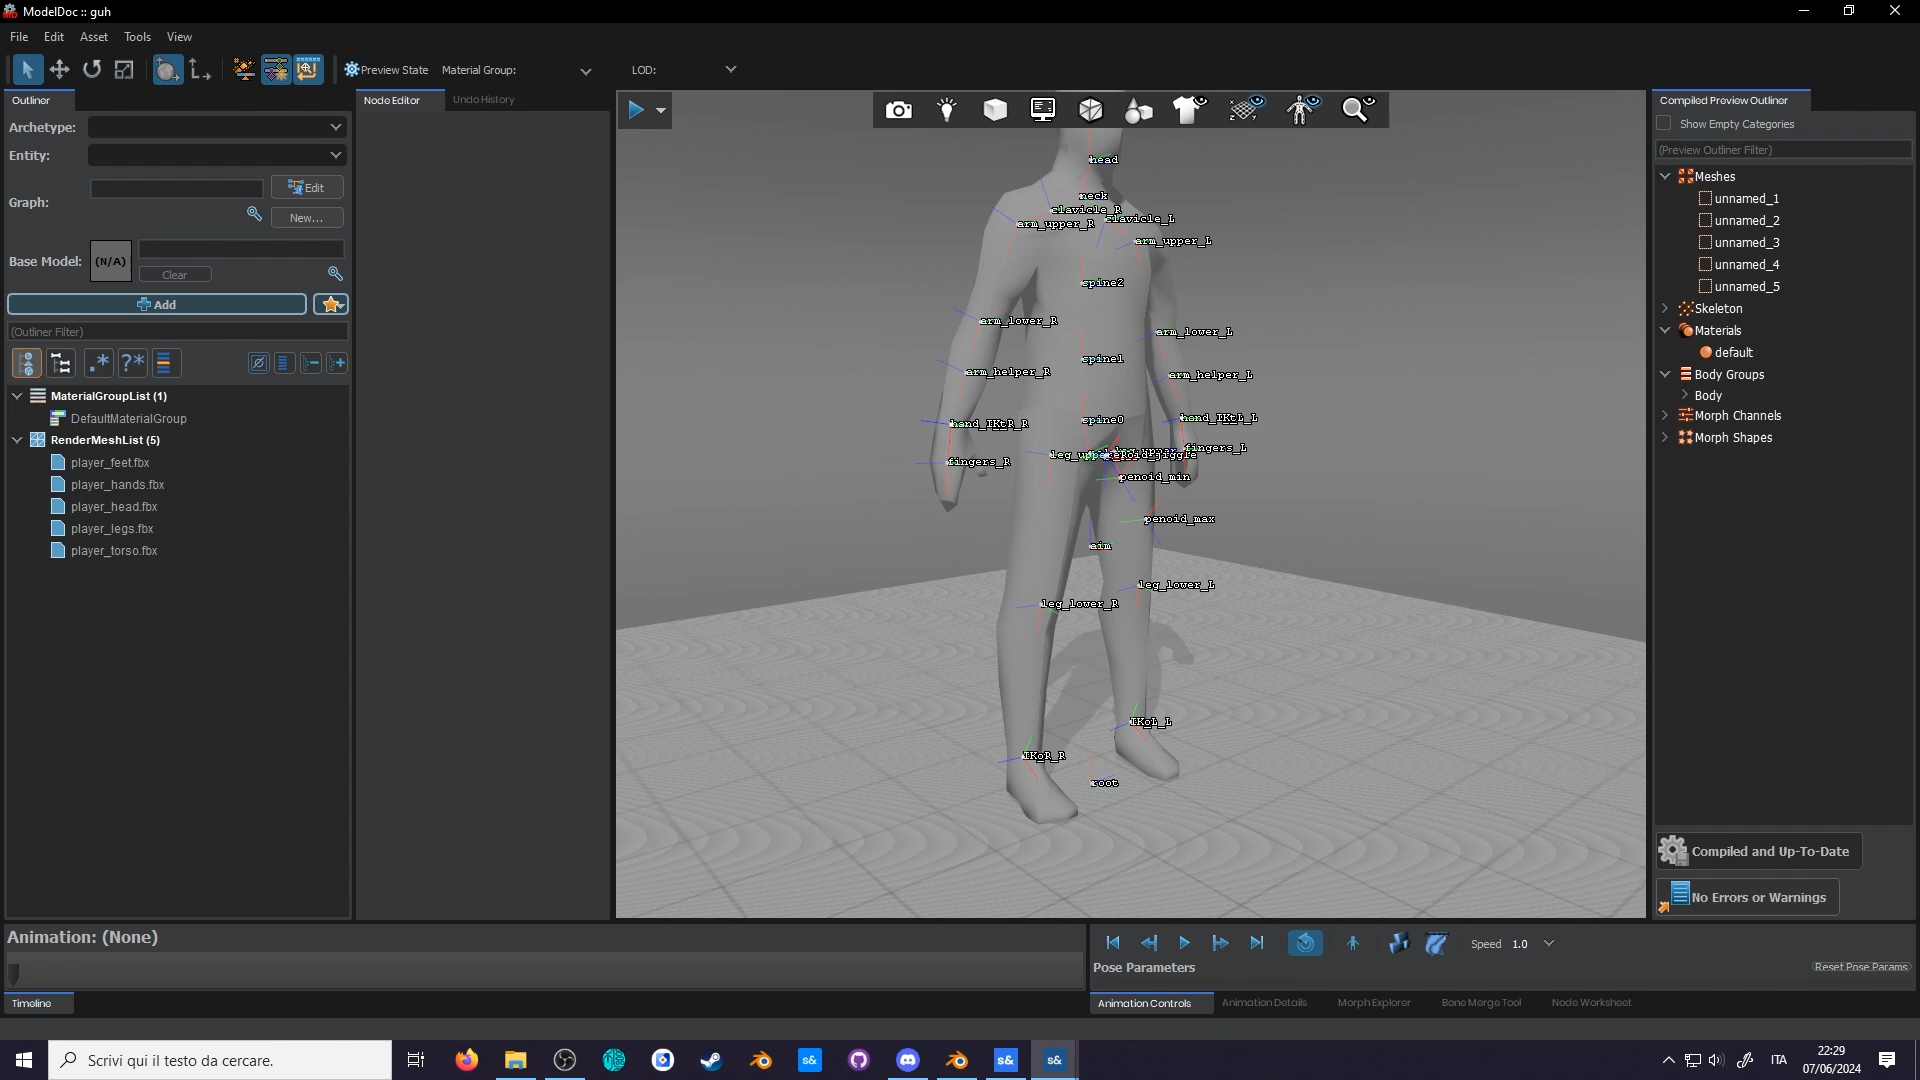 ModelDoc :: guh
File Edit Asset Tools View
Preview State Material Group: LOD:
Outliner
Archetype:
Entity:
Graph:
Edit
New...
Base Model:
(N/A)
Clear
Add
(Outliner Filter)
MaterialGroupList (1)
DefaultMaterialGroup
RenderMeshList (5)
player_feet.fbx
player_hands.fbx
player_head.fbx
player_legs.fbx
player_torso.fbx
Node Editor Undo History
head
neck
clavicle_R
clavicle_L
arm_upper_R
arm_upper_L
spine2
arm_lower_R
arm_lower_L
spine1
arm_helper_R
arm_helper_L
spine0
fingers_L
fingers_R
penoid_min
penoid_max
aim
leg_lower_L
leg_lower_R
root
Compiled Preview Outliner
Show Empty Categories
(Preview Outliner Filter)
Meshes
unnamed_1
unnamed_2
unnamed_3
unnamed_4
unnamed_5
Skeleton
Materials
default
Body Groups
Body
Morph Channels
Morph Shapes
Compiled and Up-To-Date
No Errors or Warnings
Animation: (None)
Timeline
Speed 1.0
Pose Parameters
Reset Pose Params
Animation Controls Animation Details Morph Explorer Bone Merge Tool Node Worksheet
Scrivi qui il testo da cercare.
s&
s&
s&
ITA
22:29
07/06/2024